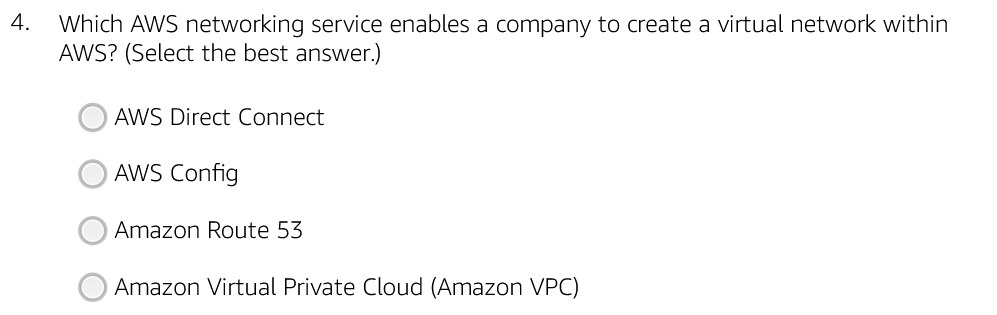 4. Which AWS networking service enables a company to create a virtual network within
AWS? (Select the best answer.)
AWS Direct Connect
AWS Config
Amazon Route 53
Amazon Virtual Private Cloud (Amazon VPC)